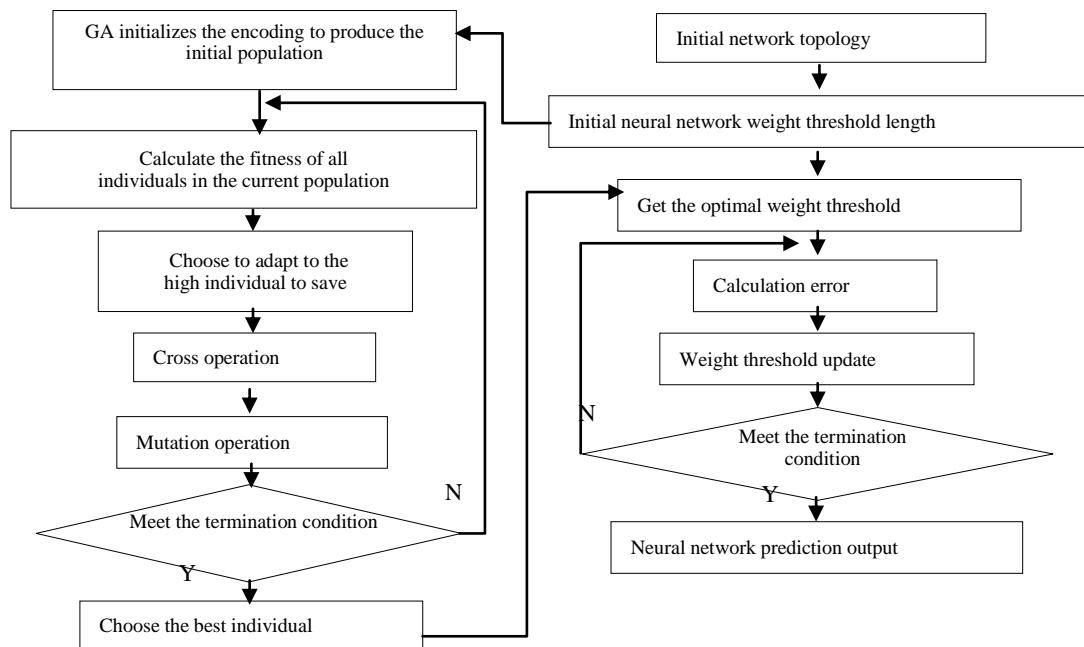 GA initializes the encoding to produce the
initial population
Calculate the fitness of all
individuals in the current population
Choose to adapt to the
high individual to save
Cross operation
Mutation operation
N
Meet the termination condition
Y
Choose the best individual
Initial network topology
Initial neural network weight threshold length
Get the optimal weight threshold
Calculation error
Weight threshold update
N
Meet the termination
condition
Y
Neural network prediction output